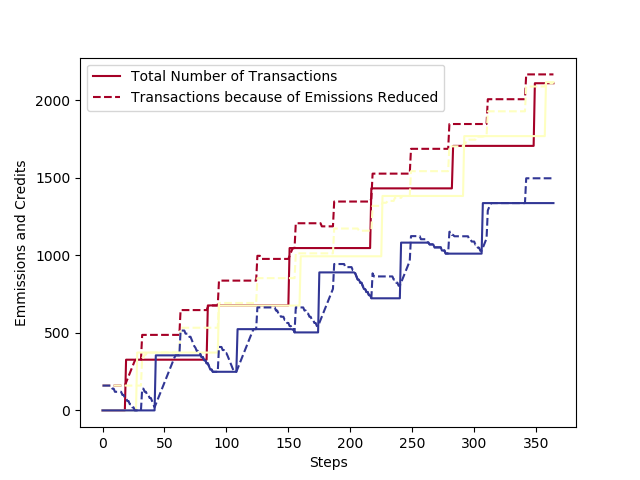 Total Number of Transactions
Transactions because of Emissions Reduced
Emmissions and Credits
2000
1500
1000
500
0
0 50 100 150 200 250 300 350
Steps